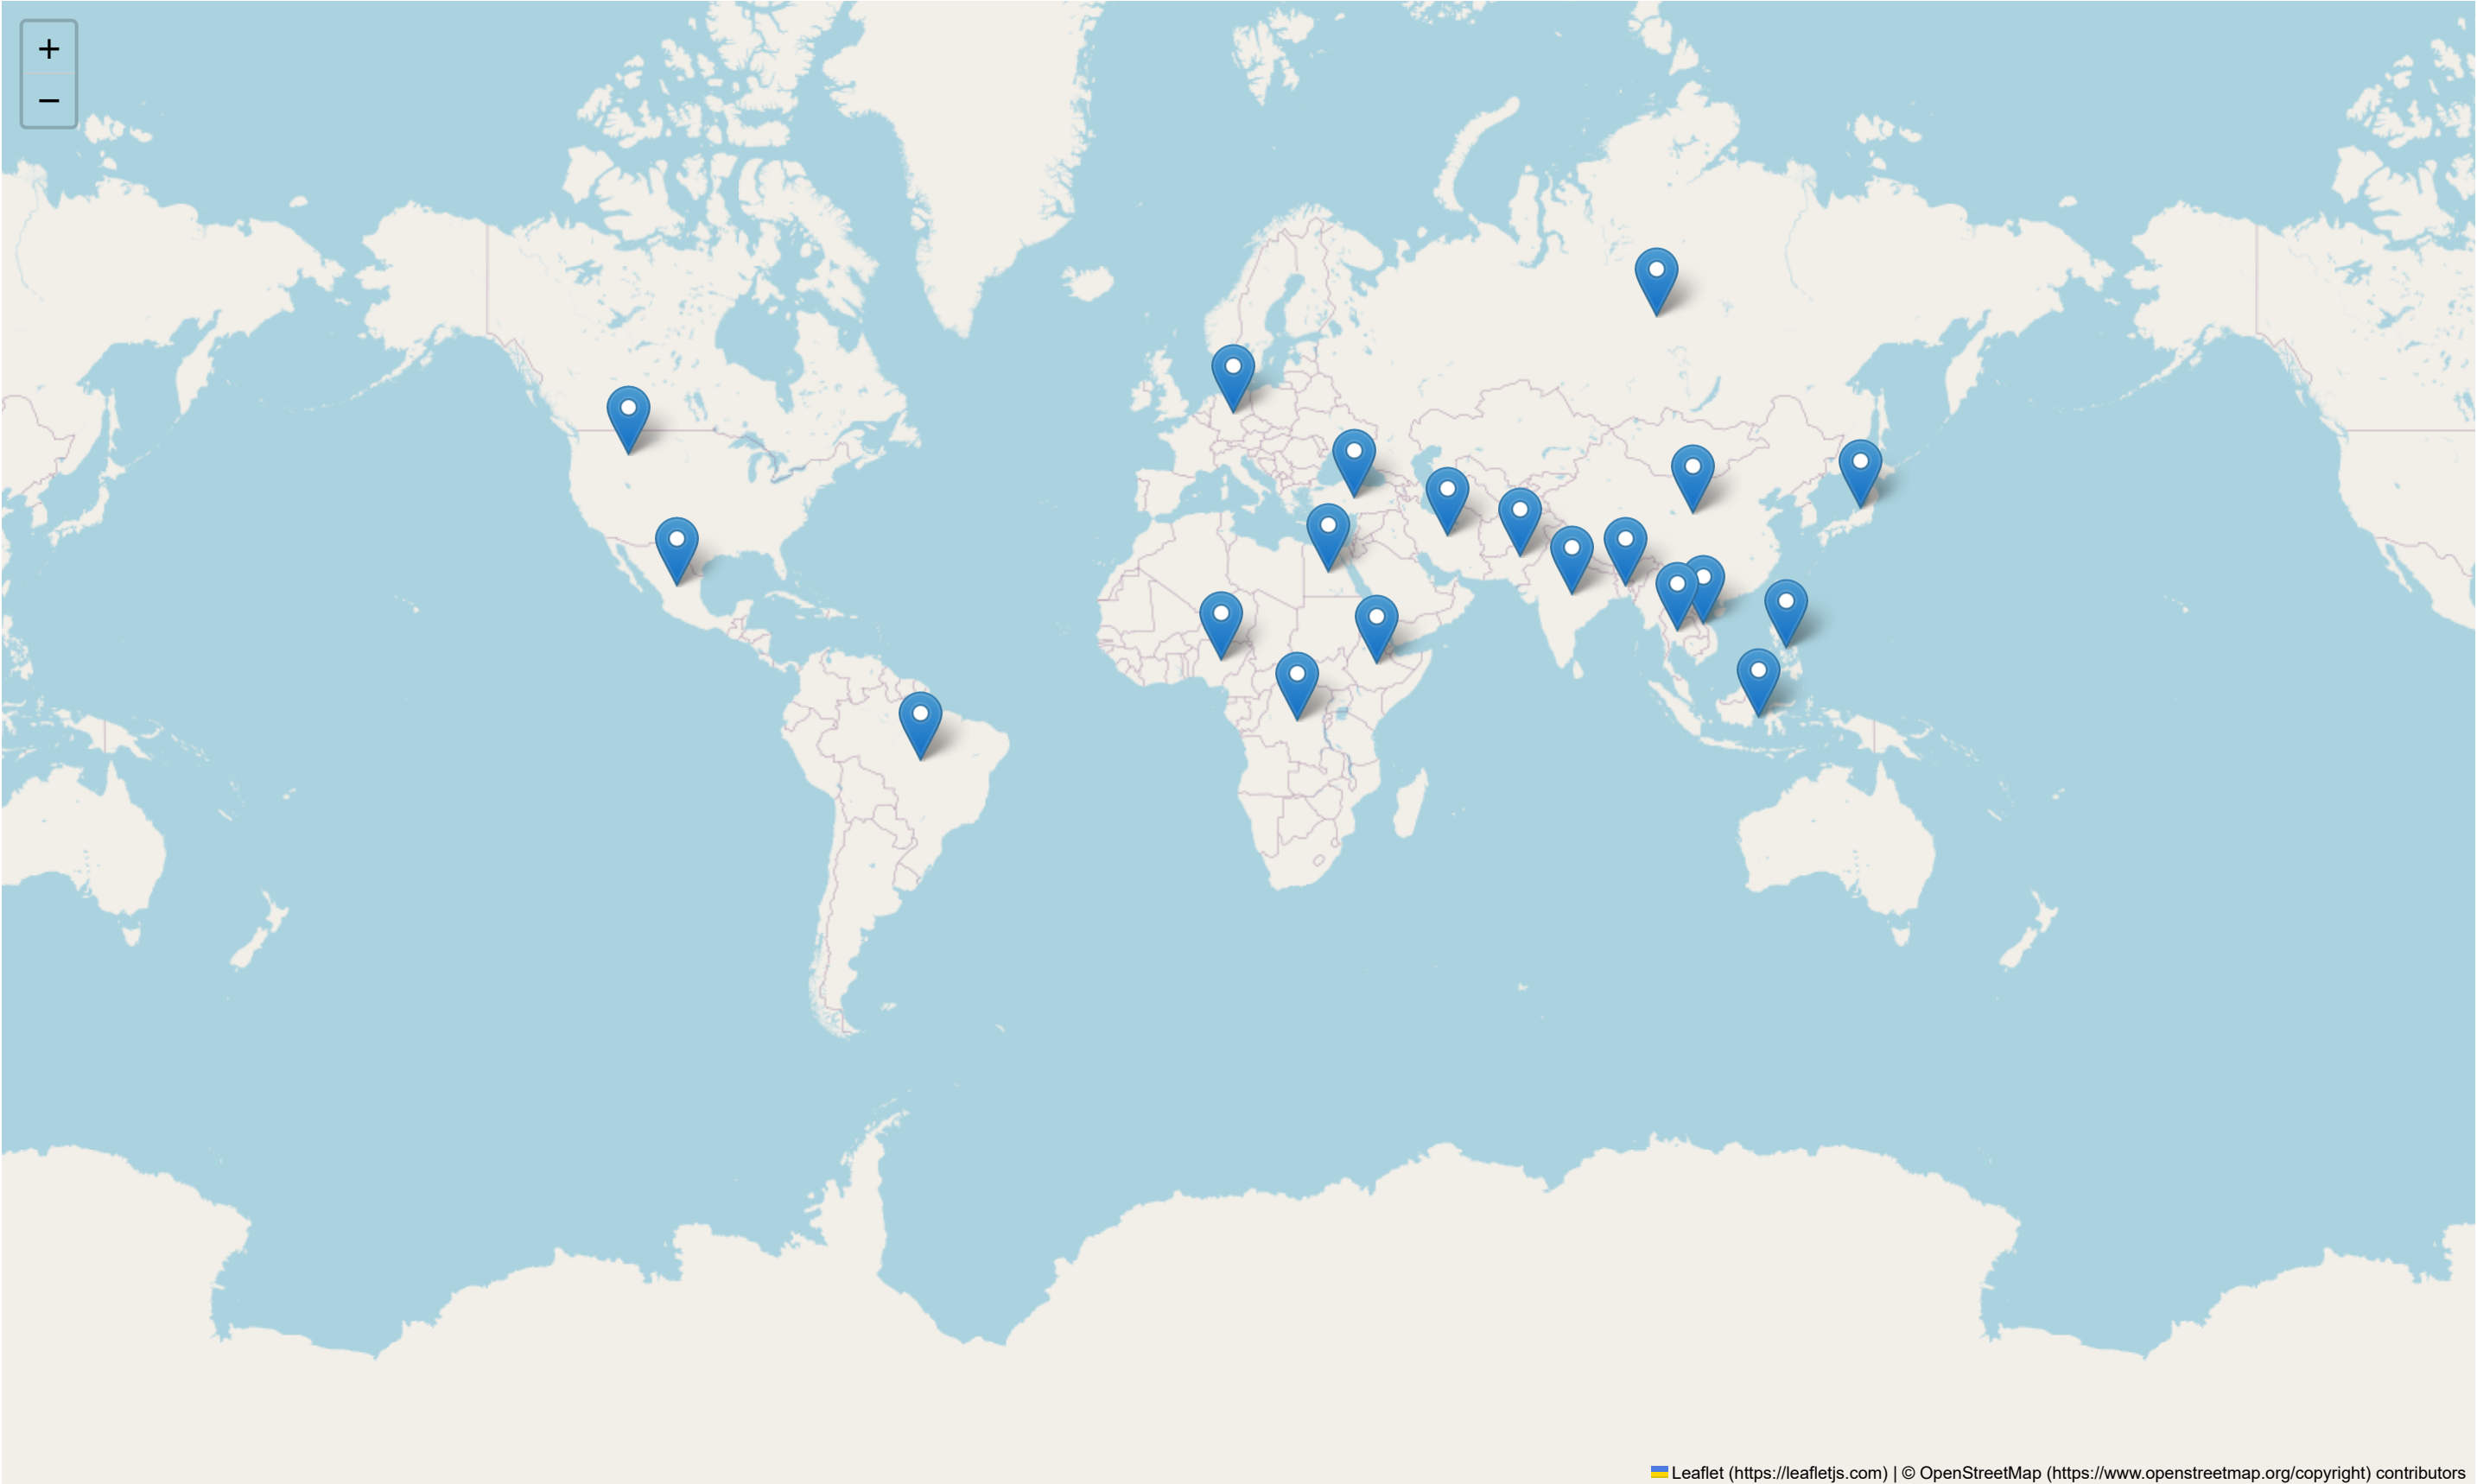 +
−
Leaflet (https://leafletjs.com) | © OpenStreetMap (https://www.openstreetmap.org/copyright) contributors